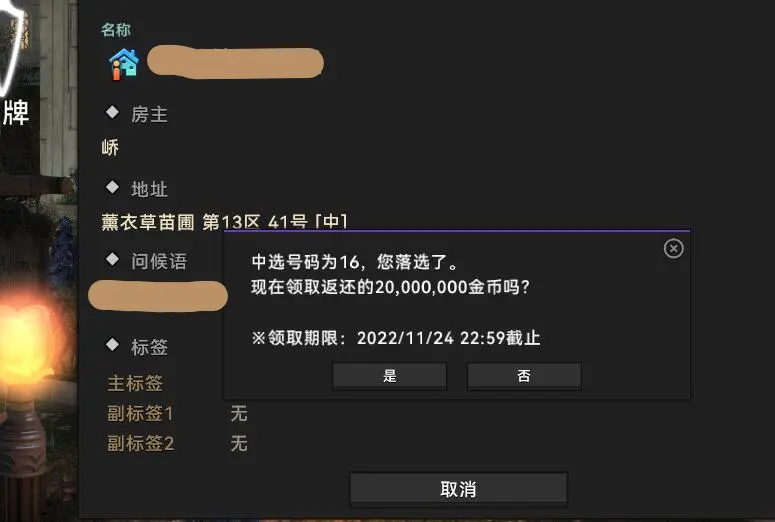 名称
牌
房主
峤
地址
薰衣草苗圃 第13区 41号 [中]
问候语
中选号码为16，您落选了。
现在领取返还的20,000,000金币吗？
※领取期限：2022/11/24 22:59截止
是
否
标签
主标签
副标签1 无
副标签2 无
取消